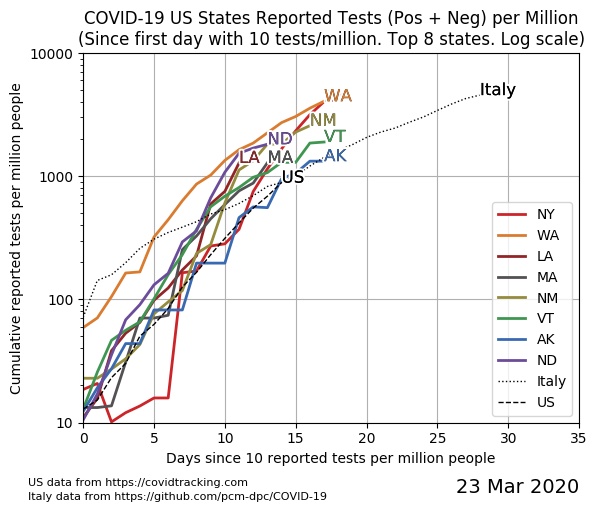 COVID-19 US States Reported Tests (Pos + Neg) per Million
(Since first day with 10 tests/million. Top 8 states. Log scale)
Cumulative reported tests per million people
10000
1000
100
10
WA
Italy
NM
ND
VT
LA
MA
AK
US
NY
WA
LA
MA
NM
VT
AK
ND
Italy
US
0 5 10 15 20 25 30 35
Days since 10 reported tests per million people
US data from https://covidtracking.com
Italy data from https://github.com/pcm-dpc/COVID-19
23 Mar 2020